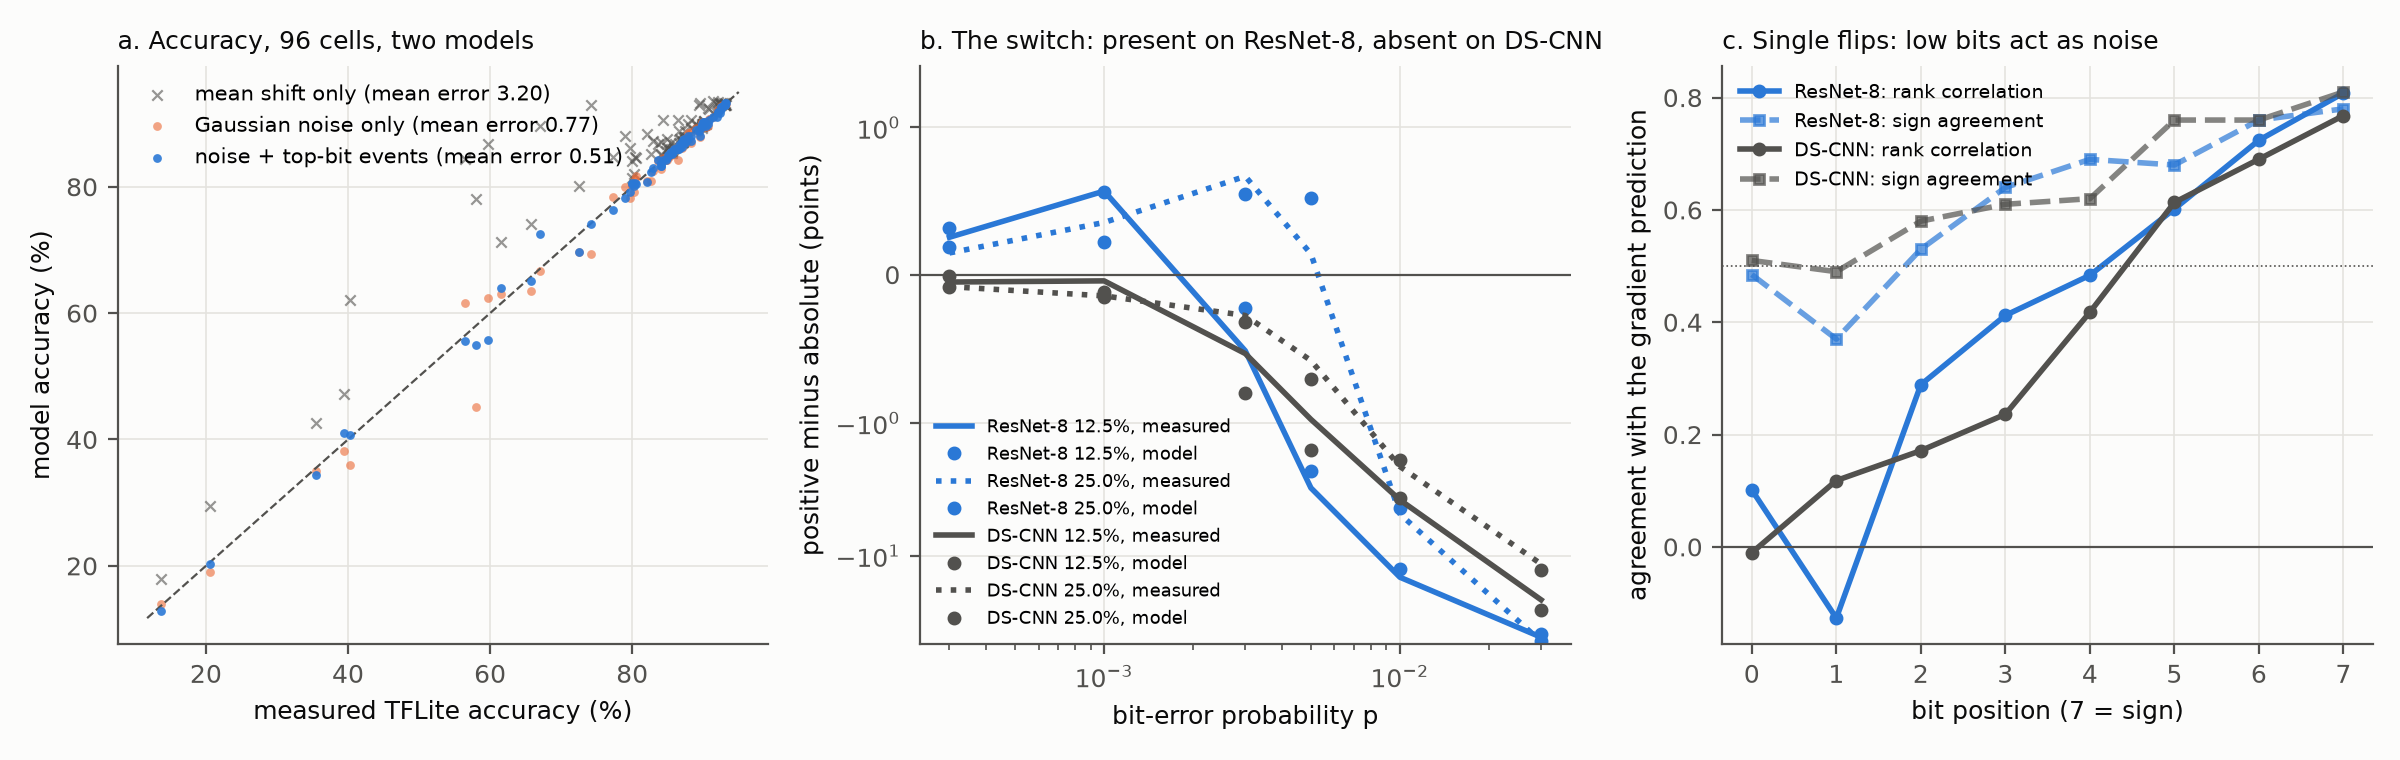 a. Accuracy, 96 cells, two models
mean shift only (mean error 3.20)
Gaussian noise only (mean error 0.77)
noise + top-bit events (mean error 0.51)
model accuracy (%)
80
60
40
20
20 40 60 80
measured TFLite accuracy (%)
b. The switch: present on ResNet-8, absent on DS-CNN
positive minus absolute (points)
10⁰
0
−10⁰
−10¹
ResNet-8 12.5%, measured
ResNet-8 12.5%, model
ResNet-8 25.0%, measured
ResNet-8 25.0%, model
DS-CNN 12.5%, measured
DS-CNN 12.5%, model
DS-CNN 25.0%, measured
DS-CNN 25.0%, model
10⁻³ 10⁻²
bit-error probability p
c. Single flips: low bits act as noise
agreement with the gradient prediction
0.8
0.6
0.4
0.2
0.0
ResNet-8: rank correlation
ResNet-8: sign agreement
DS-CNN: rank correlation
DS-CNN: sign agreement
0 1 2 3 4 5 6 7
bit position (7 = sign)